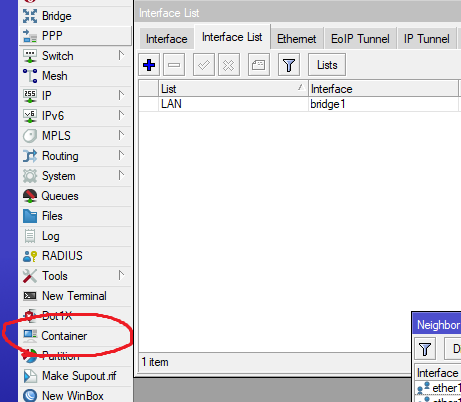 Bridge
PPP
Switch
Mesh
IP
IPv6
MPLS
Routing
System
Queues
Files
Log
RADIUS
Tools
New Terminal
Dot1X
Container
Partition
Make Supout.rif
New WinBox
Interface List
Interface
Interface List
Ethernet
EoIP Tunnel
IP Tunnel
Lists
List
Interface
LAN
bridge1
1 item
Neighbor
Interface
ether1